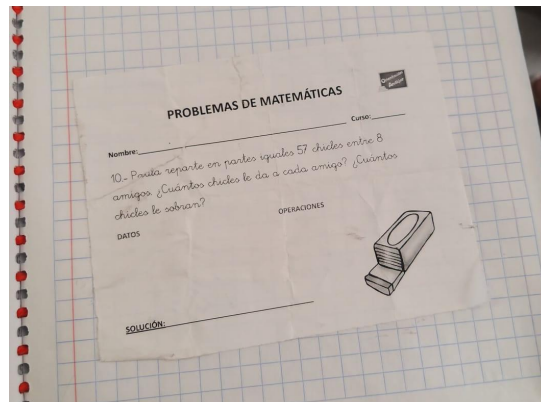 PROBLEMAS DE MATEMÁTICAS
Nombre: Curso:
10.- Paula reparte en partes iguales 57 chicles entre 8
amigos. ¿Cuántos chicles le da a cada amigo? ¿Cuántos
chicles le sobran?
DATOS OPERACIONES
SOLUCIÓN: